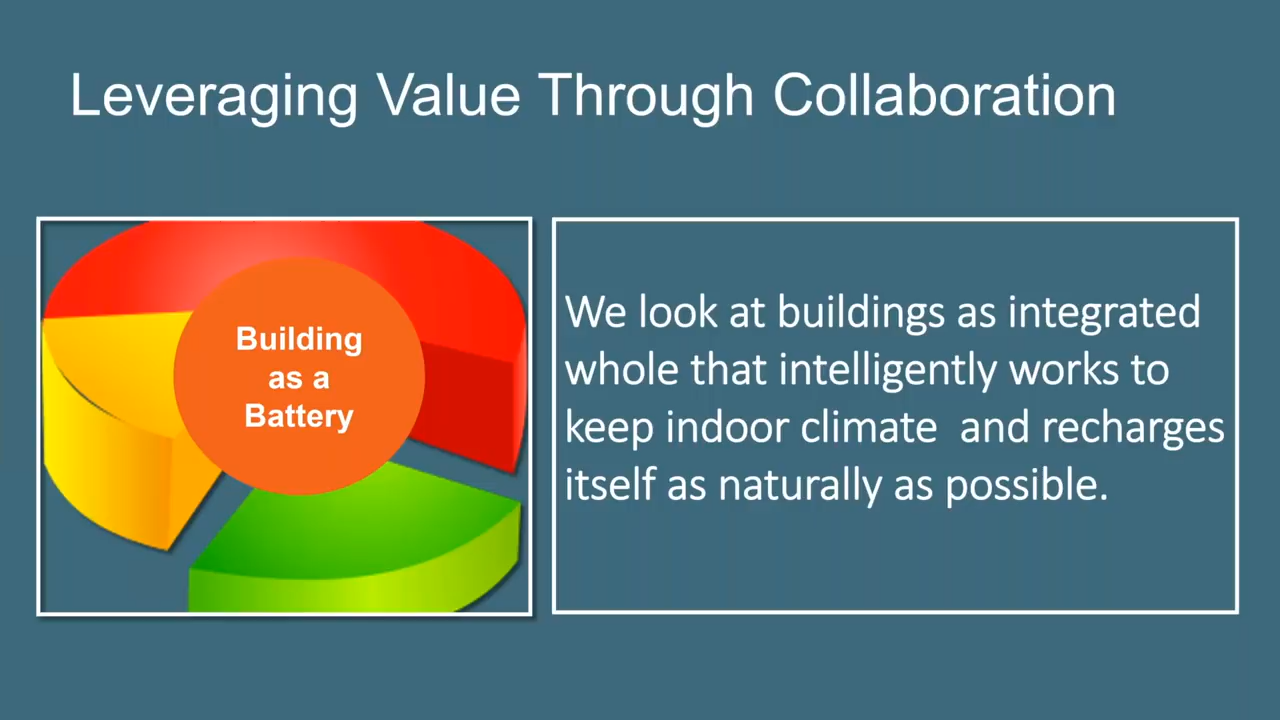 Leveraging Value Through Collaboration
Building
as a
Battery
We look at buildings as integrated
whole that intelligently works to
keep indoor climate  and recharges
itself as naturally as possible.